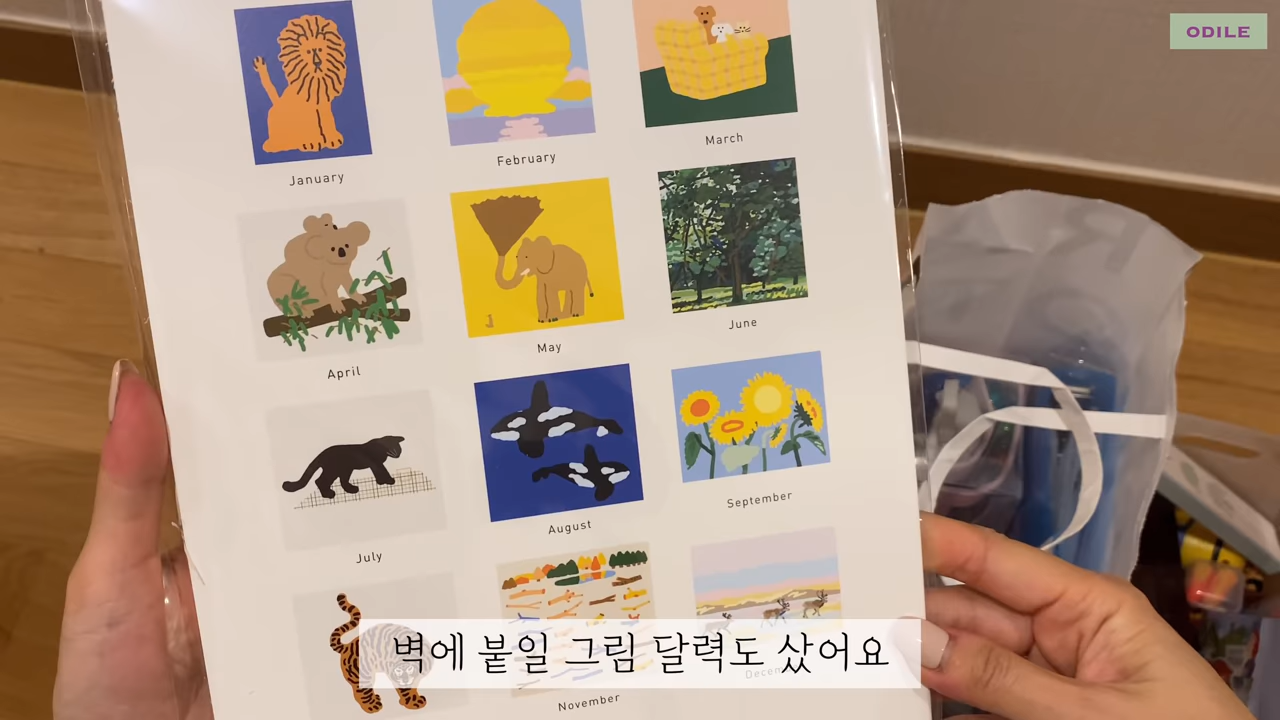 ODILE
January
February
March
April
May
June
July
August
September
November
벽에 붙일 그림 달력도 샀어요